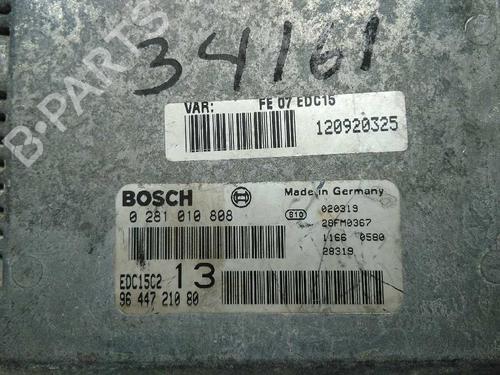 34161
B-PARTS
VAR: FE 07 EDC15
120920325
BOSCH
Made in Germany
0 281 010 808
610 020319
28FM0367
1166 0580
28319
EDC15C2 13
96 447 210 80